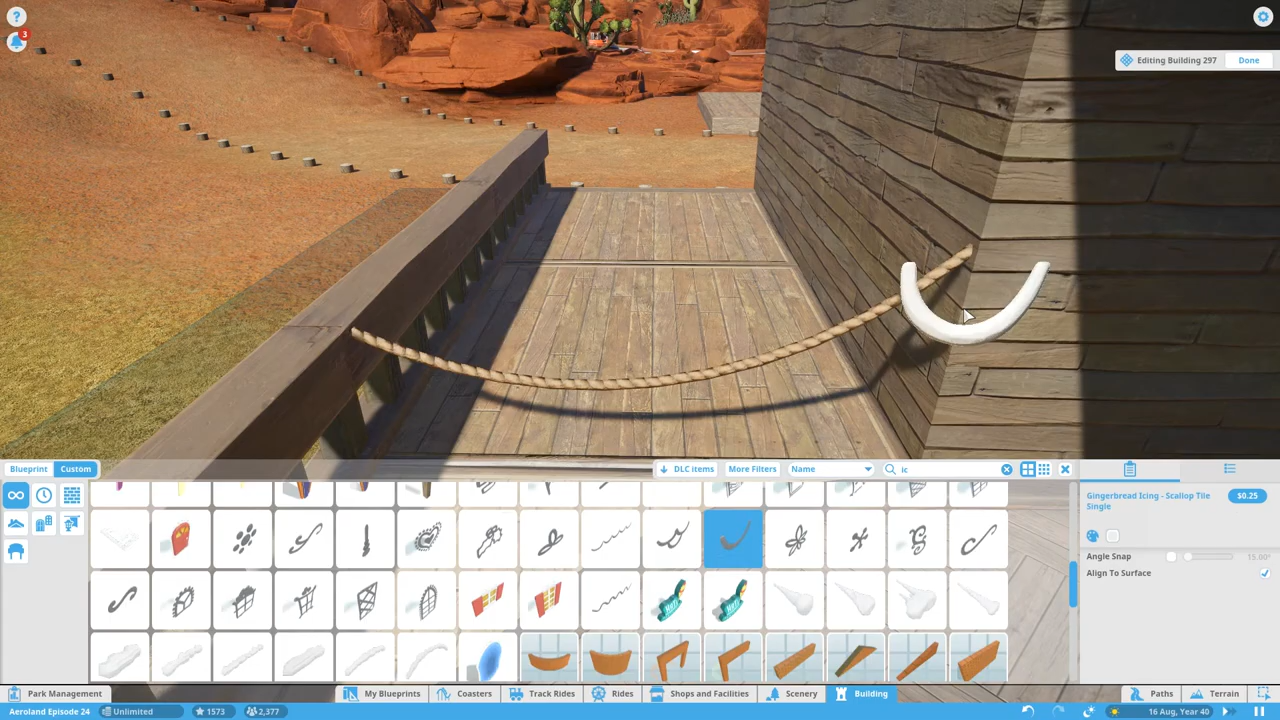 ?
3
Editing Building 297 Done
Blueprint Custom DLC items More Filters Name ic
Gingerbread Icing - Scallop Tile Single $0.25
Angle Snap 15.00°
Align To Surface
Park Management My Blueprints Coasters Track Rides Rides Shops and Facilities Scenery Building Paths Terrain
Aeroland Episode 24 Unlimited 1573 2,377 16 Aug, Year 40